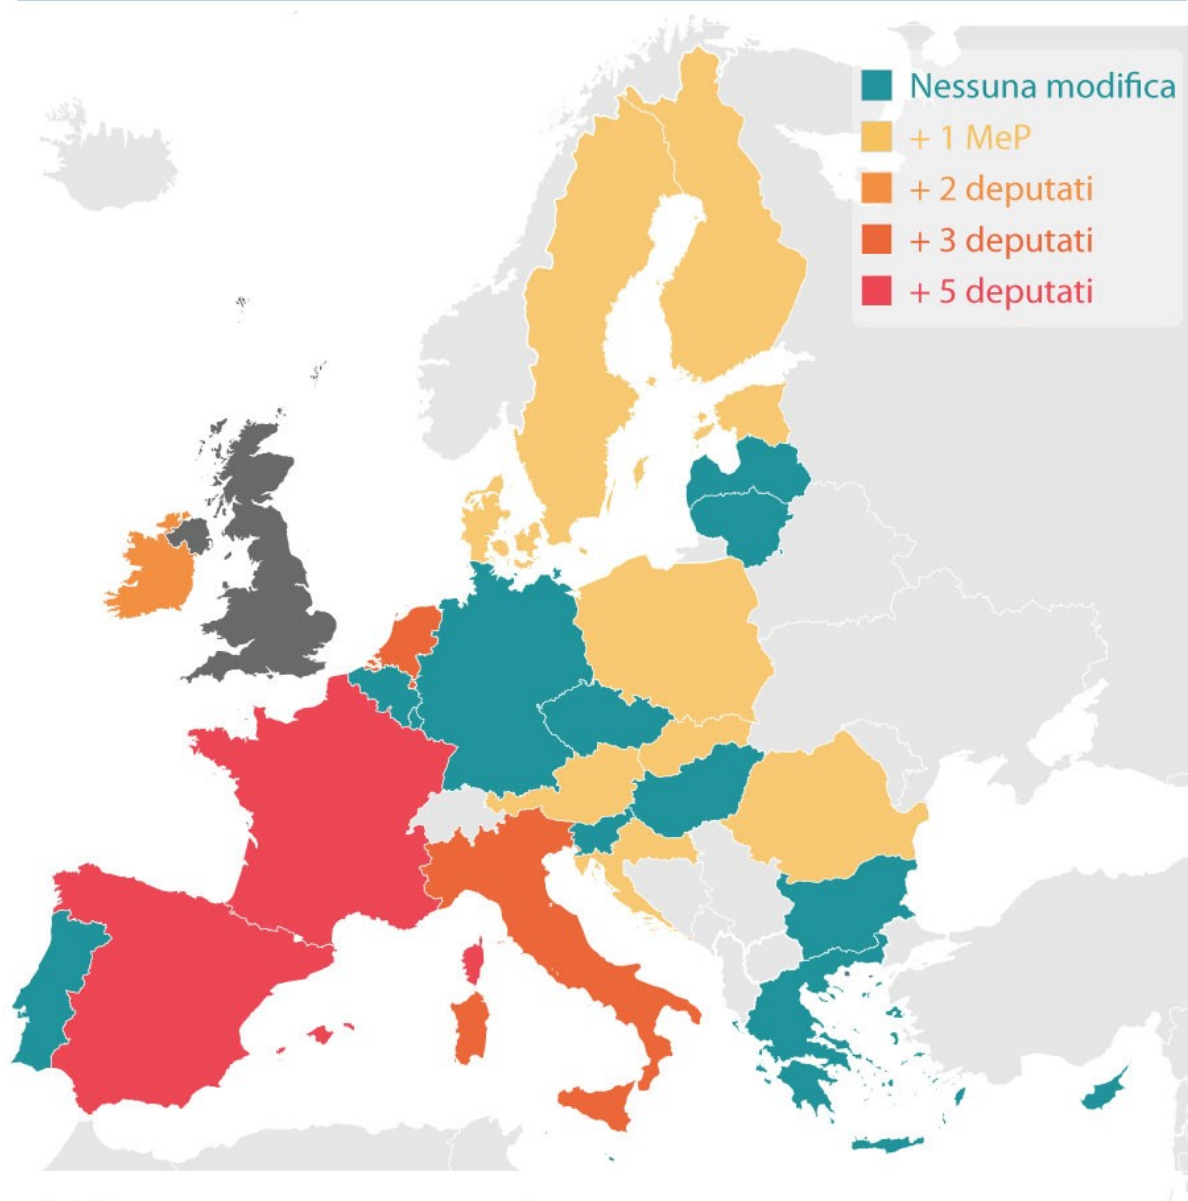 Nessuna modifica
+ 1 MeP
+ 2 deputati
+ 3 deputati
+ 5 deputati